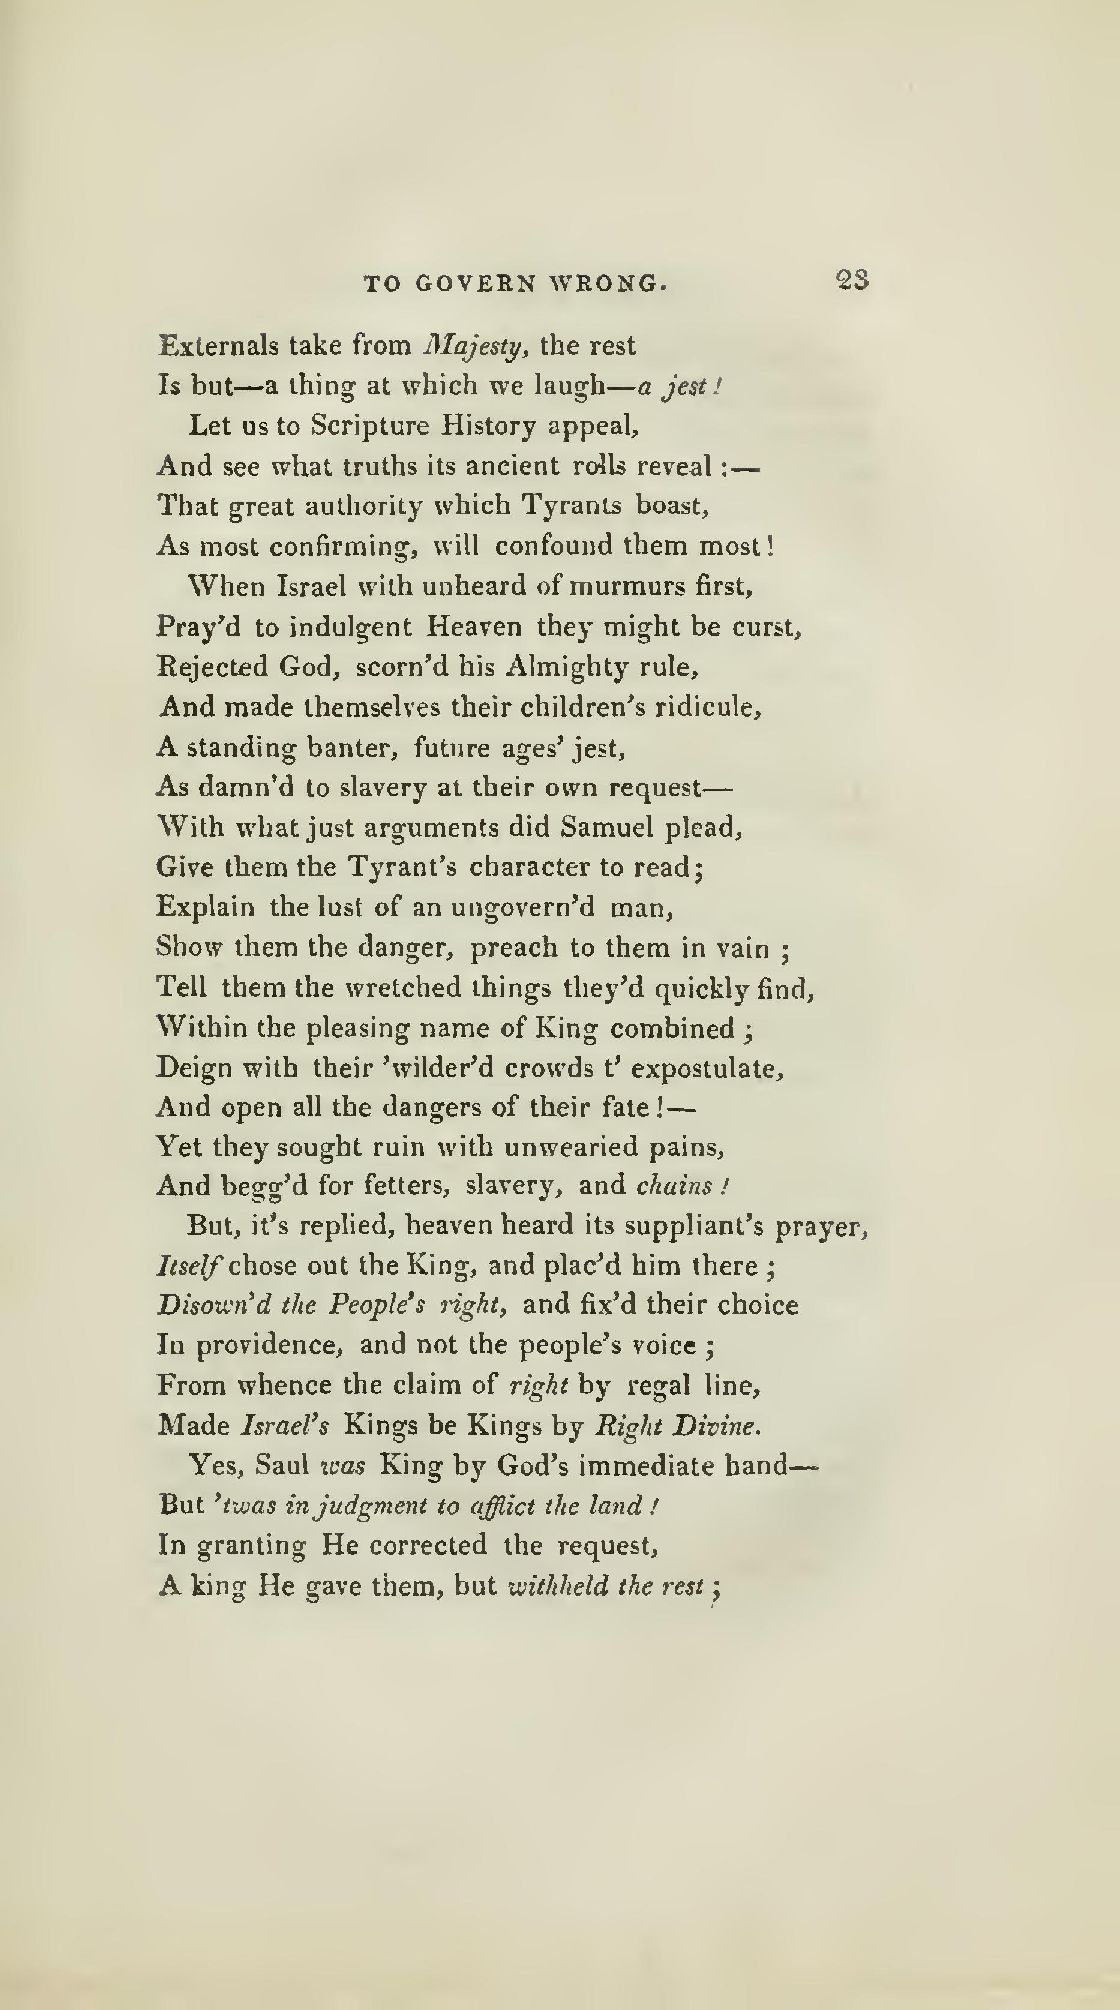 TO GOVERN WRONG. 23
Externals take from Majesty, the rest
Is but—a thing at which we laugh—a jest!
Let us to Scripture History appeal,
And see what truths its ancient rolls reveal:—
That great authority which Tyrants boast,
As most confirming, will confound them most!
When Israel with unheard of murmurs first,
Pray'd to indulgent Heaven they might be curst,
Rejected God, scorn'd his Almighty rule,
And made themselves their children's ridicule,
A standing banter, future ages' jest,
As damn'd to slavery at their own request—
With what just arguments did Samuel plead,
Give them the Tyrant's character to read;
Explain the lust of an ungovern'd man,
Show them the danger, preach to them in vain;
Tell them the wretched things they'd quickly find,
Within the pleasing name of King combined;
Deign with their 'wilder'd crowds t' expostulate,
And open all the dangers of their fate!—
Yet they sought ruin with unwearied pains,
And begg'd for fetters, slavery, and chains!
But, it's replied, heaven heard its suppliant's prayer,
Itself chose out the King, and plac'd him there;
Disown'd the People's right, and fix'd their choice
In providence, and not the people's voice;
From whence the claim of right by regal line,
Made Israel's Kings be Kings by Right Divine.
Yes, Saul was King by God's immediate hand—
But 'twas in judgment to afflict the land!
In granting He corrected the request,
A king He gave them, but withheld the rest;